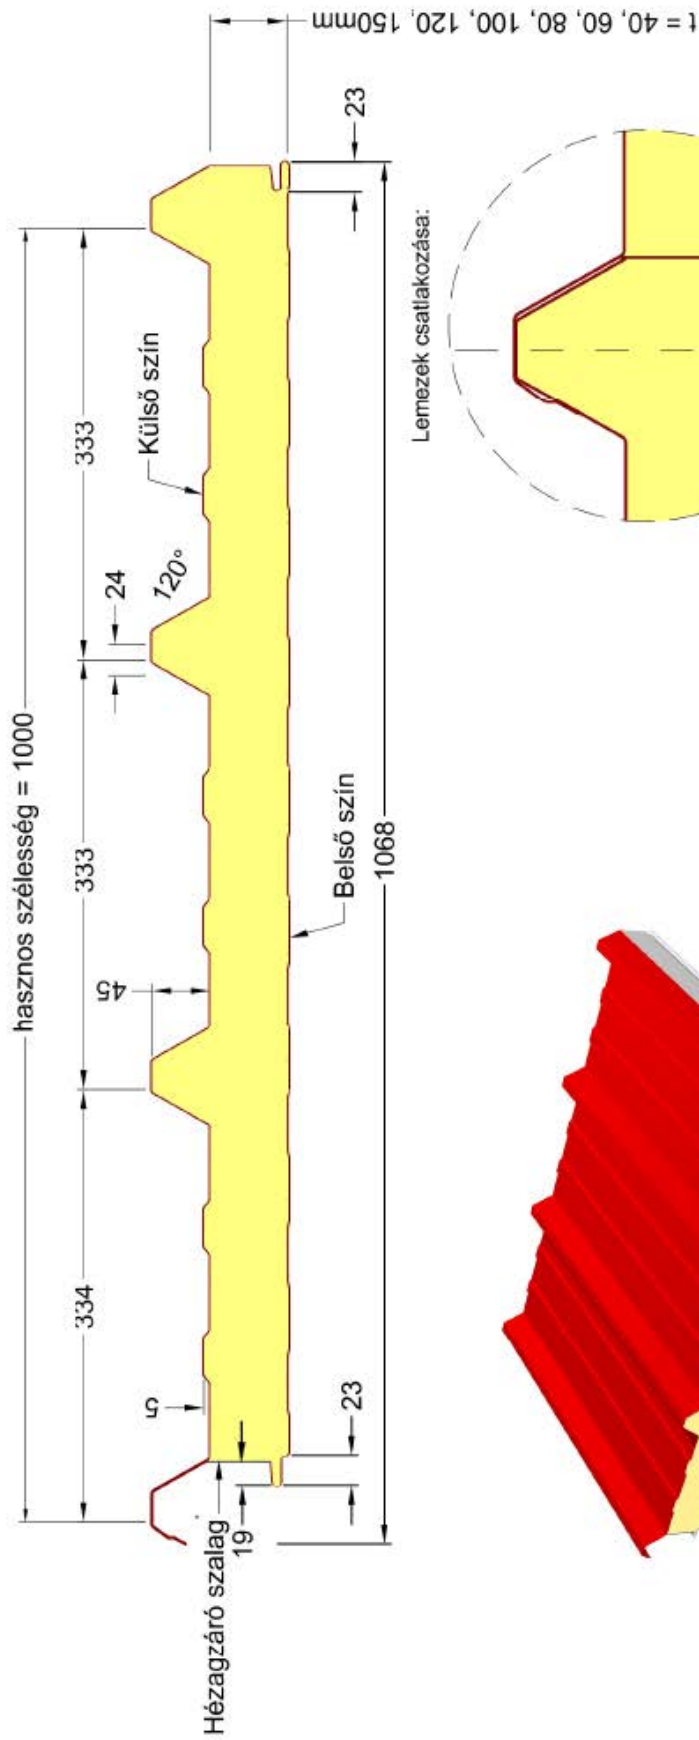 hasznos szélesség = 1000
334
333
333
45
24
120°
Külső szín
5
Hézagzáró szalag
19
23
Belső szín
1068
23
t = 40, 60, 80, 100, 120, 150mm
Lemezek csatlakozása: